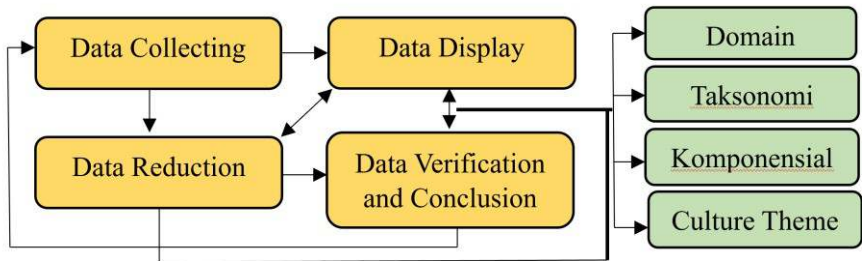 Data Collecting
Data Display
Domain
Taksonomi
Data Reduction
Data Verification
and Conclusion
Komponensial
Culture Theme